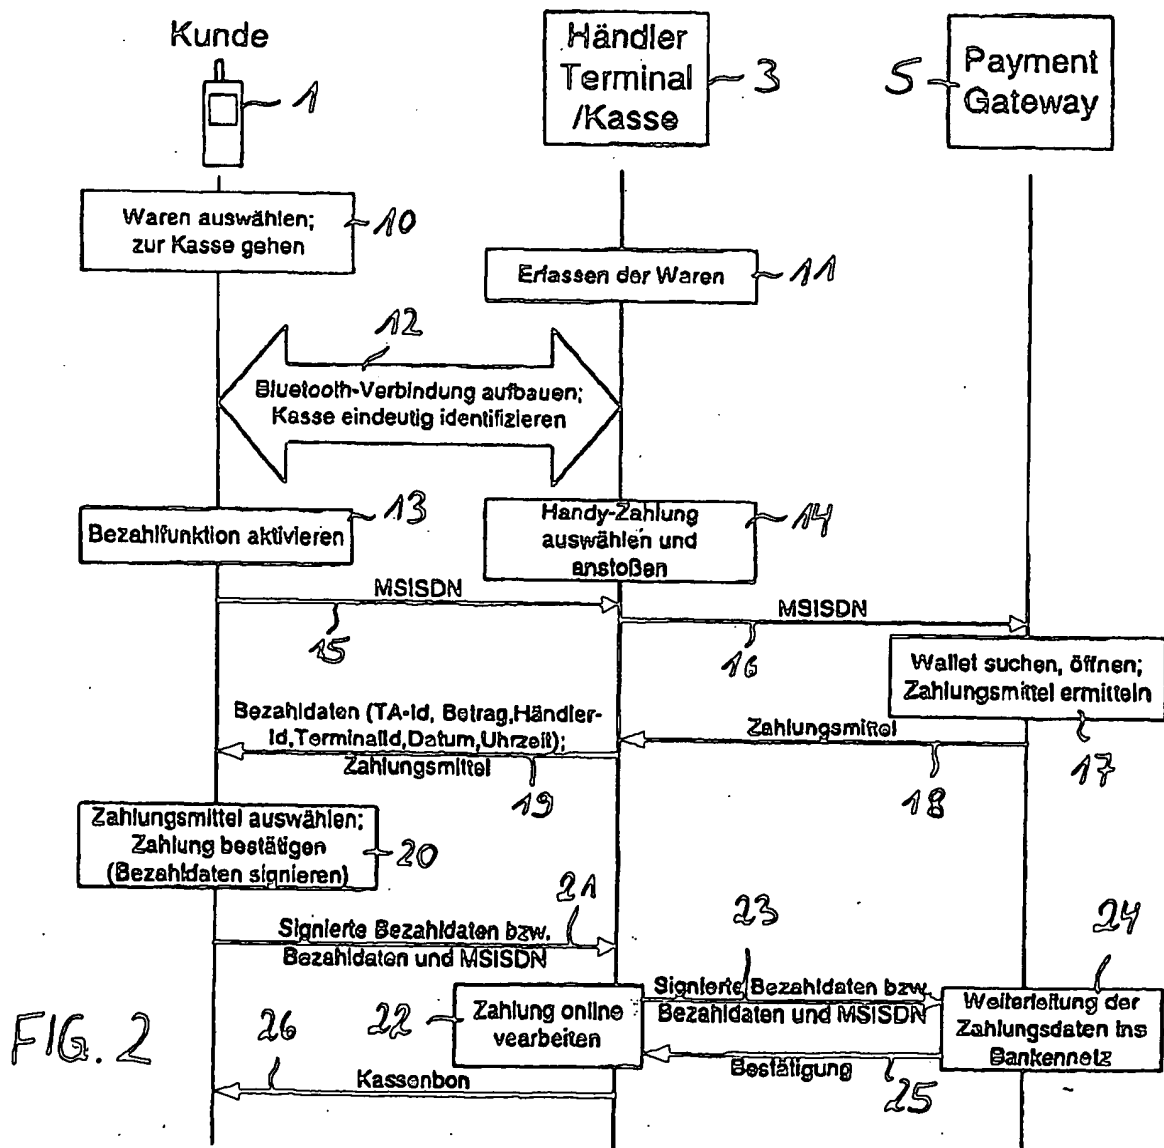 Kunde
1
Händler
Terminal
/Kasse
3
5
Payment
Gateway
Waren auswählen;
zur Kasse gehen
10
Erfassen der Waren
11
12
Bluetooth-Verbindung aufbauen;
Kasse eindeutig identifizieren
Bezahlfunktion aktivieren
13
Handy-Zahlung
auswählen und
anstoßen
14
MSISDN
15
MSISDN
16
Wallet suchen, öffnen;
Zahlungsmittel ermitteln
17
Zahlungsmittel
18
Bezahldaten (TA-Id, Betrag,Händler-
Id,TerminalId,Datum,Uhrzeit);
Zahlungsmittel
19
Zahlungsmittel auswählen;
Zahlung bestätigen
(Bezahldaten signieren)
20
21
Signierte Bezahldaten bzw.
Bezahldaten und MSISDN
22
Zahlung online
vearbeiten
23
Signierte Bezahldaten bzw.
Bezahldaten und MSISDN
24
Weiterleitung der
Zahlungsdaten ins
Bankennetz
Bestätigung
25
26
Kassenbon
FIG. 2